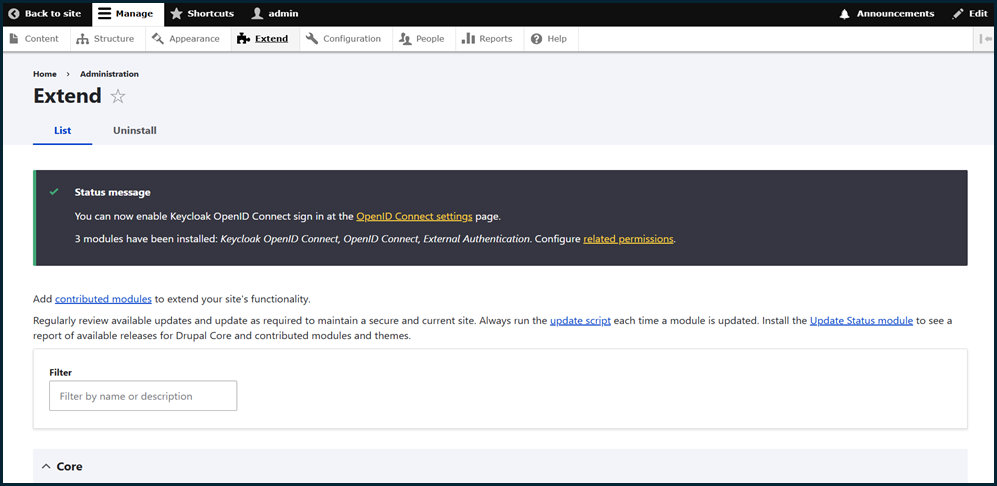 Back to site Manage Shortcuts admin Announcements Edit
Content Structure Appearance Extend Configuration People Reports Help
Home › Administration
Extend
List Uninstall
Status message
You can now enable Keycloak OpenID Connect sign in at the OpenID Connect settings page.
3 modules have been installed: Keycloak OpenID Connect, OpenID Connect, External Authentication. Configure related permissions.
Add contributed modules to extend your site's functionality.
Regularly review available updates and update as required to maintain a secure and current site. Always run the update script each time a module is updated. Install the Update Status module to see a
report of available releases for Drupal Core and contributed modules and themes.
Filter
Filter by name or description
Core